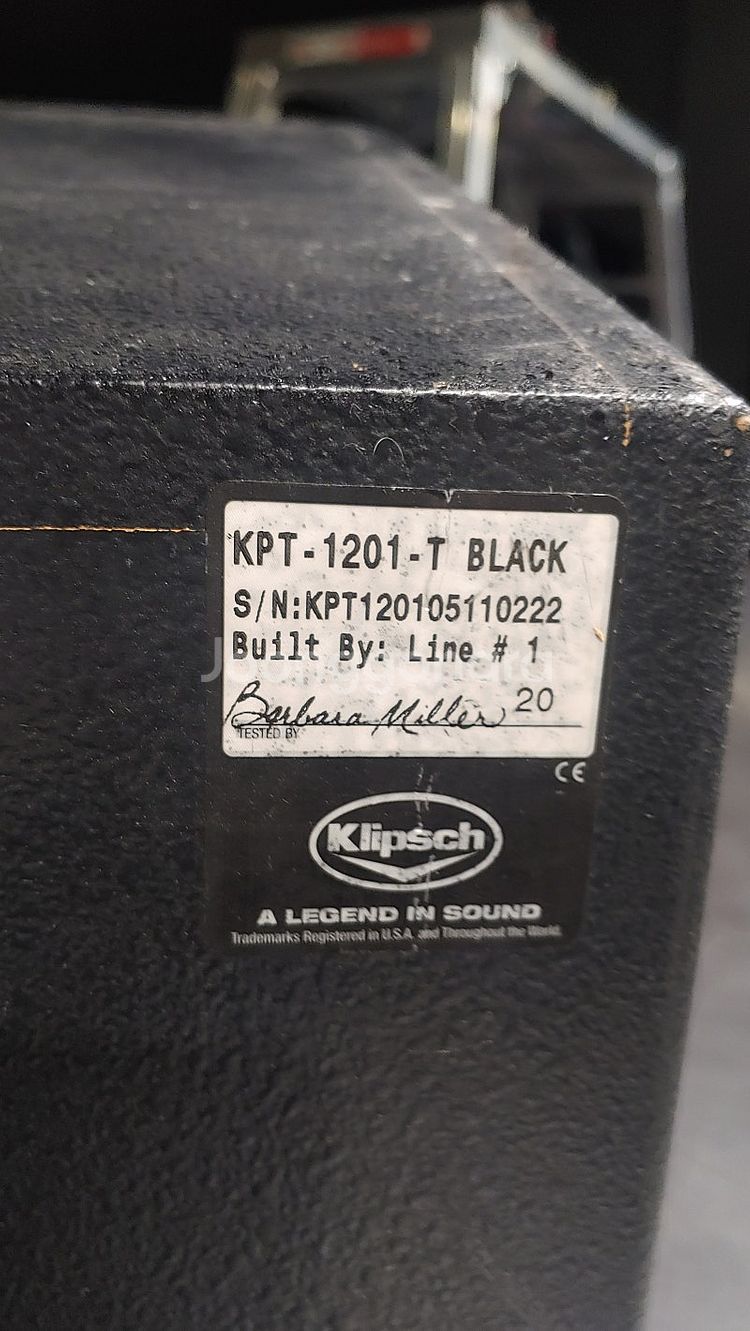 KPT-1201-T BLACK
S/N:KPT120105110222
Built By: Line # 1
Barbara Miller 20
TESTED BY
CE
Klipsch
A LEGEND IN SOUND
Trademarks Registered in U.S.A. and Throughout the World.
Joonggonara